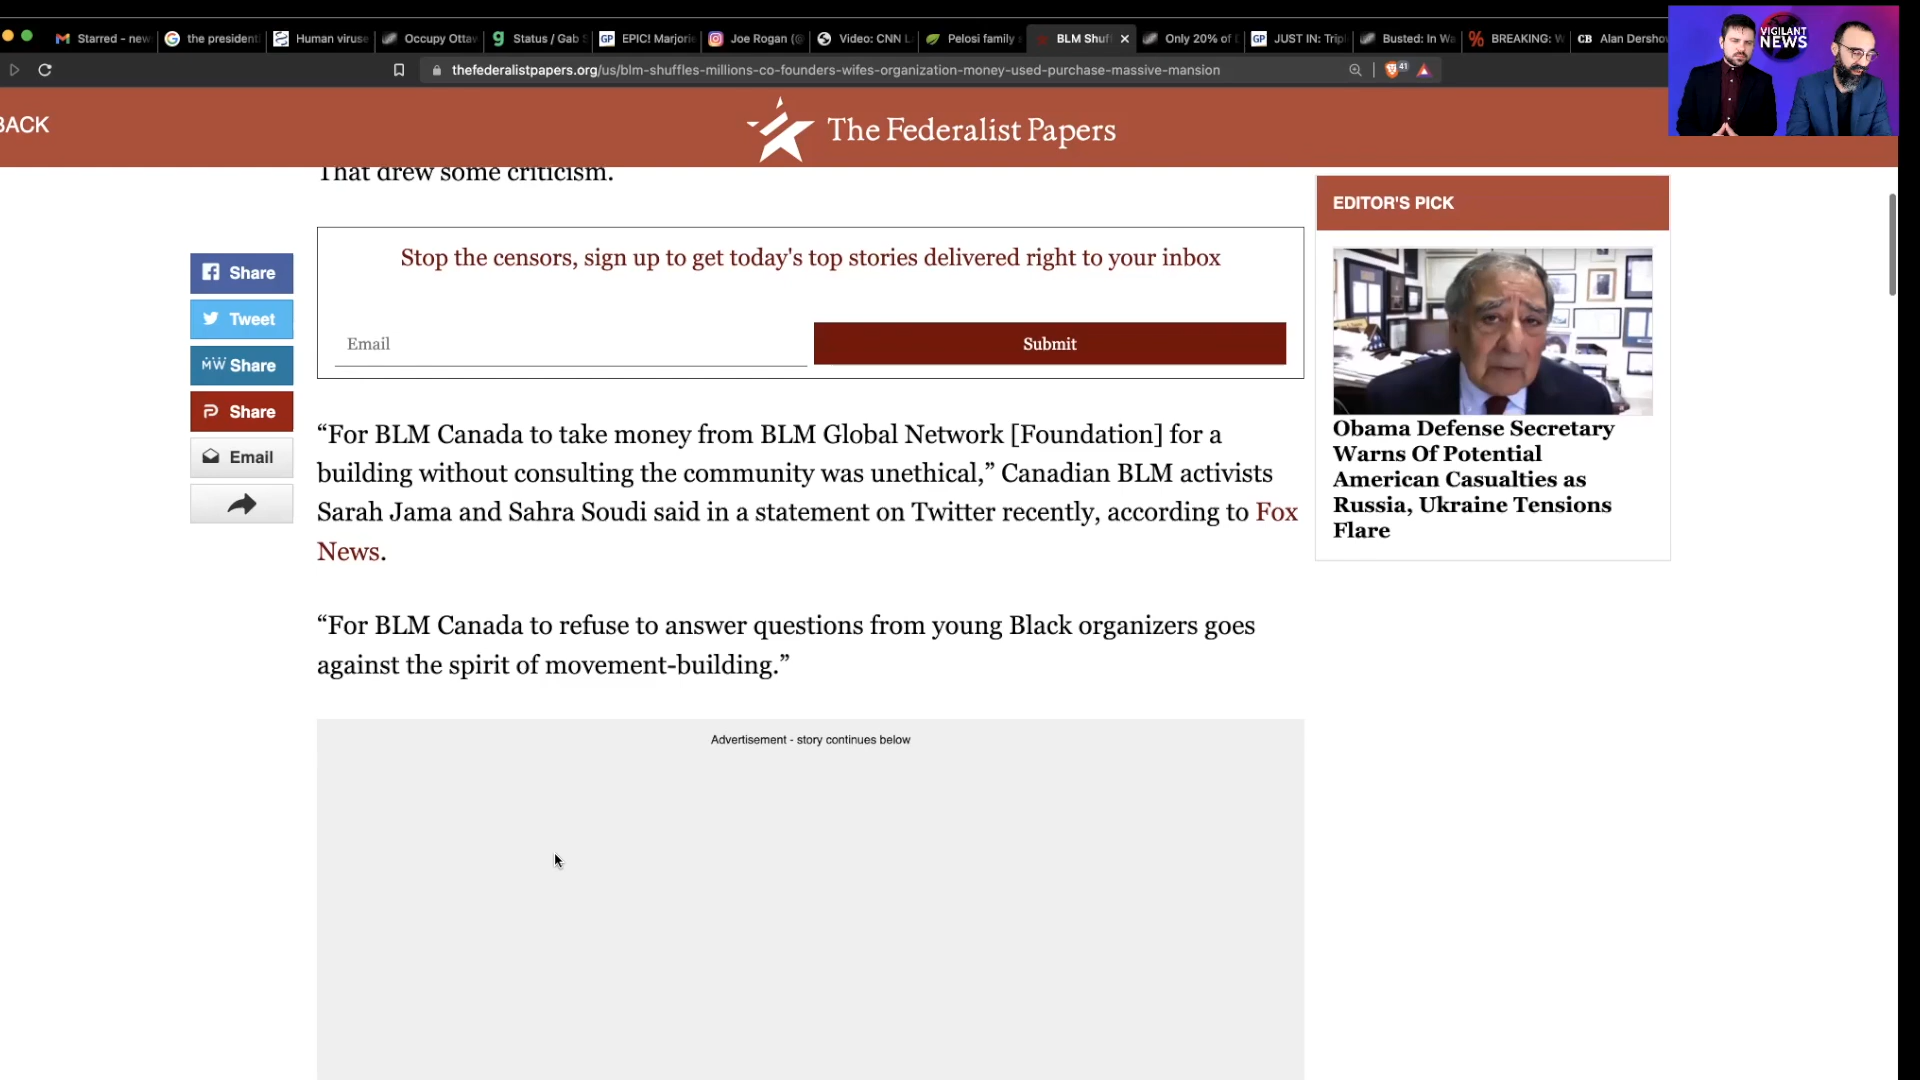 Starred - new
the president
Human viruse
Occupy Ottaw
Status / Gab
EPIC! Marjorie
Joe Rogan (@
Video: CNN L
Pelosi family
BLM Shuf
Only 20% of
JUST IN: Trip
Busted: In Wa
BREAKING: W
CB Alan Dershow
thefederalistpapers.org/us/blm-shuffles-millions-co-founders-wifes-organization-money-used-purchase-massive-mansion
41
VIGILANT
NEWS
BACK
The Federalist Papers
That drew some criticism.
Stop the censors, sign up to get today's top stories delivered right to your inbox
Email
Submit
Share
Tweet
MW Share
Share
Email
“For BLM Canada to take money from BLM Global Network [Foundation] for a
building without consulting the community was unethical,” Canadian BLM activists
Sarah Jama and Sahra Soudi said in a statement on Twitter recently, according to Fox
News.
“For BLM Canada to refuse to answer questions from young Black organizers goes
against the spirit of movement-building.”
Advertisement - story continues below
EDITOR'S PICK
Obama Defense Secretary
Warns Of Potential
American Casualties as
Russia, Ukraine Tensions
Flare